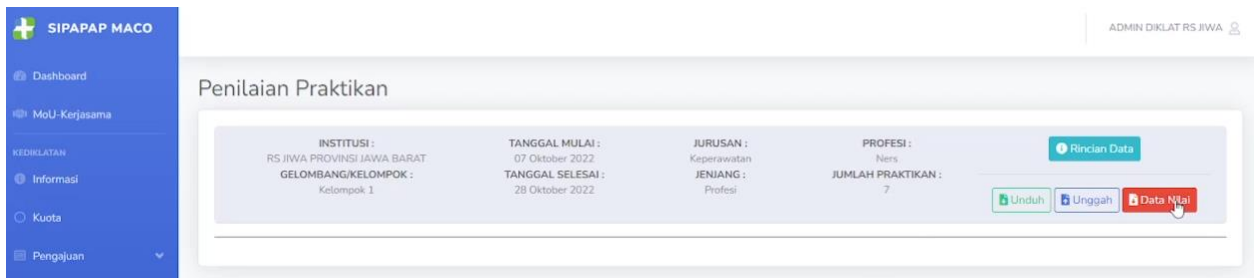 SIPAPAP MACO
ADMIN DIKLAT RS JIWA
Dashboard
MoU-Kerjasama
KEDIKLATAN
Informasi
Kuota
Pengajuan
Penilaian Praktikan
INSTITUSI :
RS JIWA PROVINSI JAWA BARAT
GELOMBANG/KELOMPOK :
Kelompok 1
TANGGAL MULAI :
07 Oktober 2022
TANGGAL SELESAI :
28 Oktober 2022
JURUSAN :
Keperawatan
JENJANG :
Profesi
PROFESI :
Ners
JUMLAH PRAKTIKAN :
7
Rincian Data
Unduh
Unggah
Data Nilai